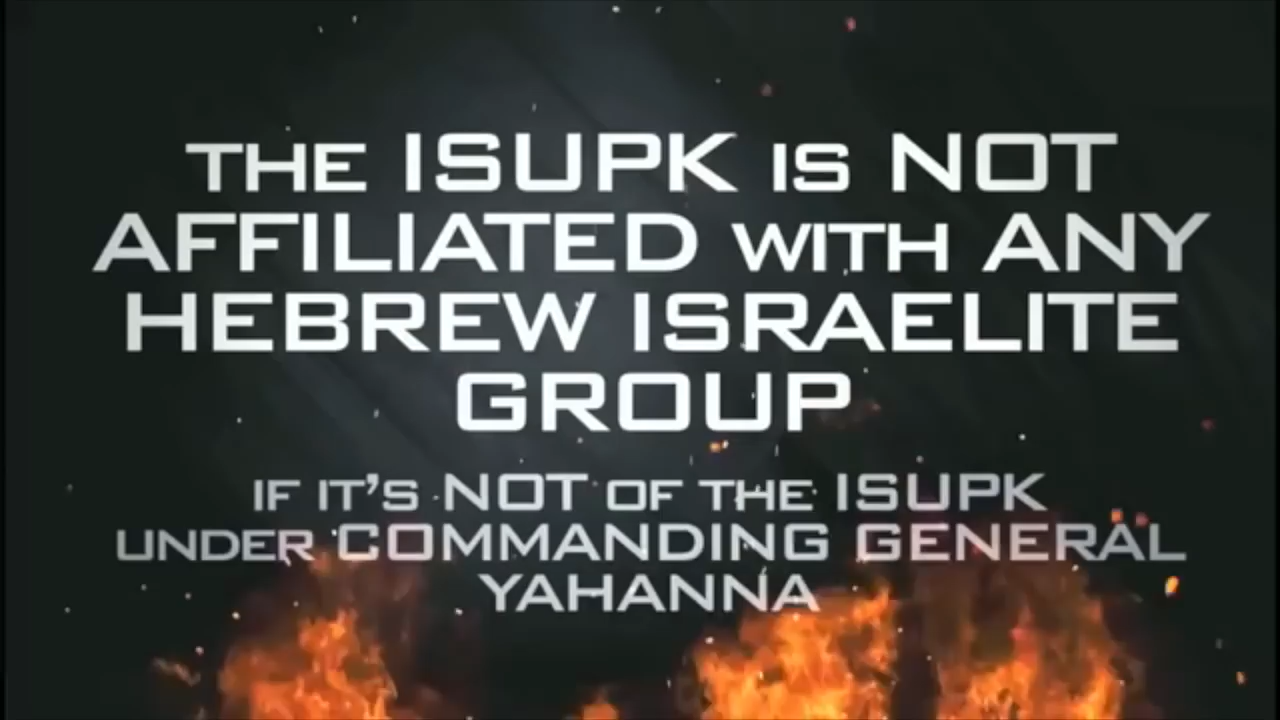 THE ISUPK IS NOT
AFFILIATED WITH ANY
HEBREW ISRAELITE
GROUP
IF IT'S NOT OF THE ISUPK
UNDER COMMANDING GENERAL
YAHANNA